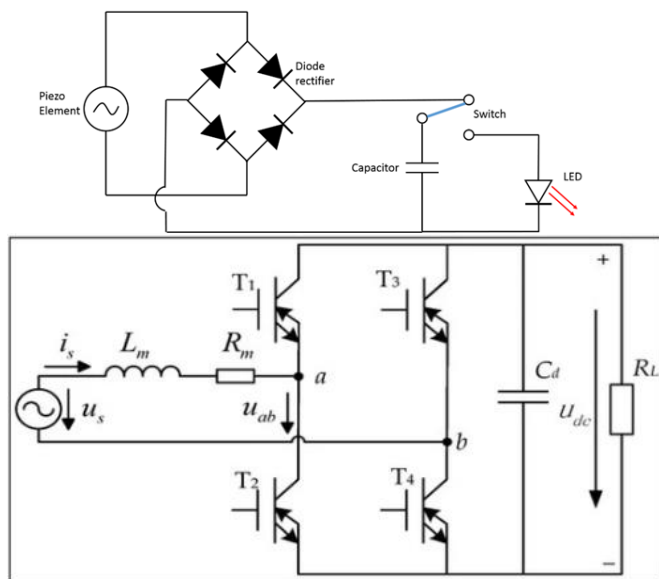 Diode
rectifier
Piezo
Element
Switch
Capacitor
LED
T1
T3
+
is
Lm
Rm
a
Cd
RL
us
uab
udc
b
T2
T4
−